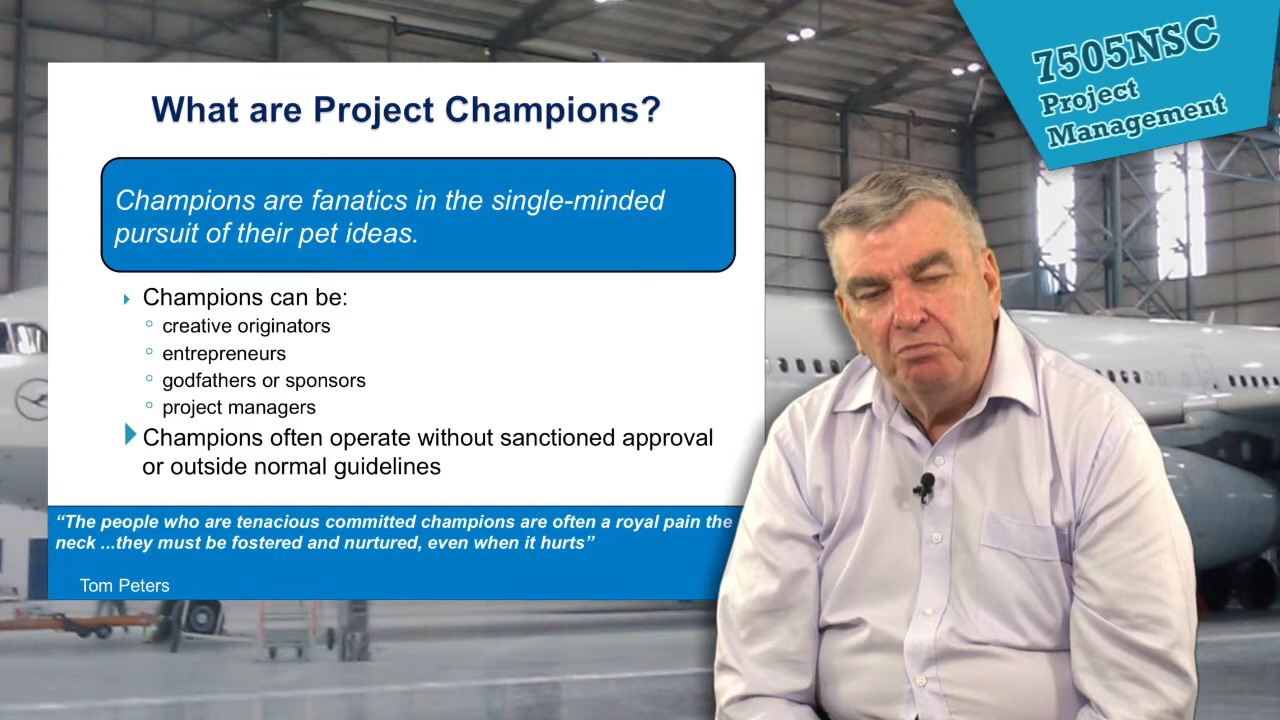 7505NSC
Project
Management
What are Project Champions?
Champions are fanatics in the single-minded
pursuit of their pet ideas.
Champions can be:
creative originators
entrepreneurs
godfathers or sponsors
project managers
Champions often operate without sanctioned approval
or outside normal guidelines
“The people who are tenacious committed champions are often a royal pain the
neck ...they must be fostered and nurtured, even when it hurts”
Tom Peters